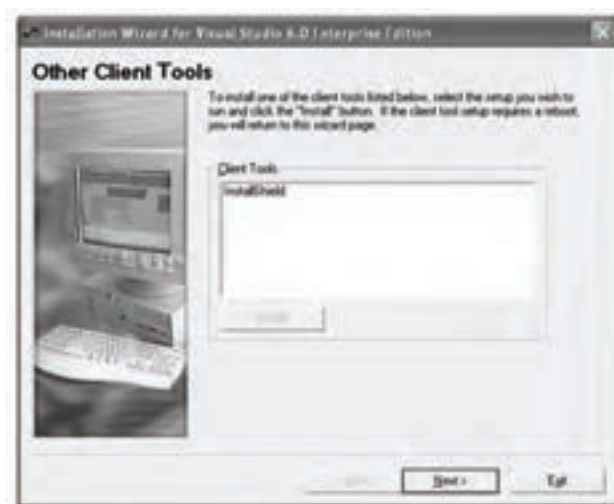 Installation Wizard for Visual Studio 6.0 Enterprise Edition
Other Client Tools
To install one of the client tools listed below, select the setup you wish to
run and click the "Install" button. If the client tool setup requires a reboot,
you will return to this wizard page.
Client Tools
InstallShield
Next >
Exit